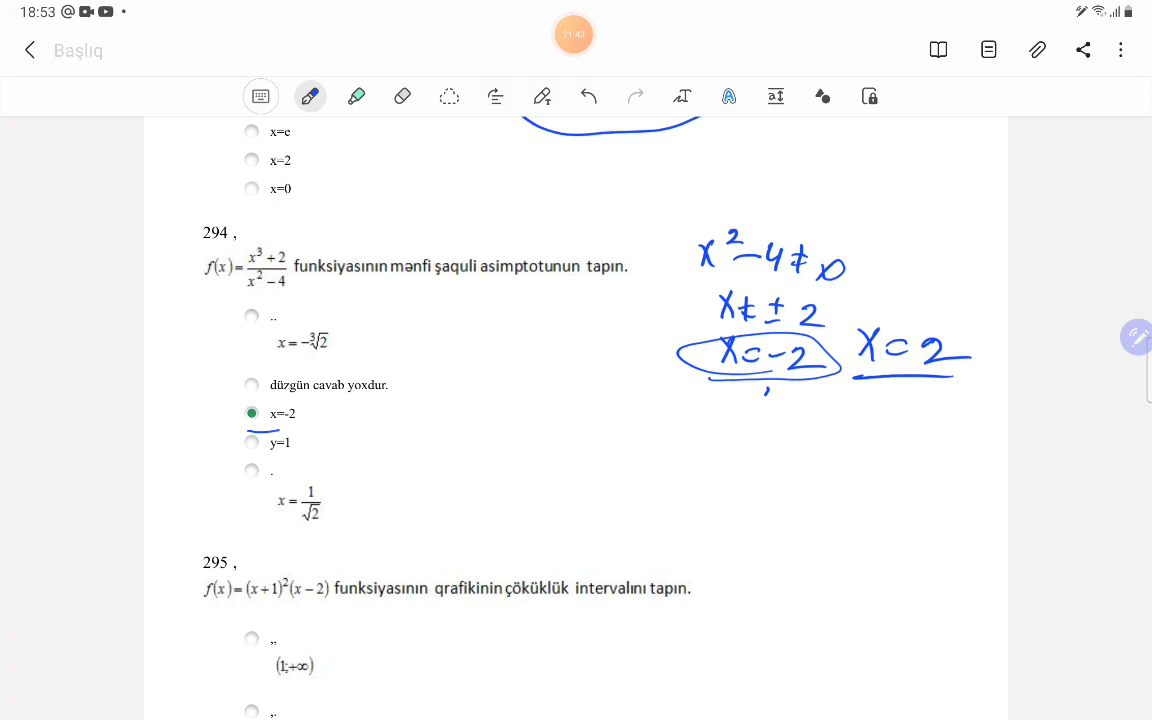 18:53
21:43
Başlıq
x=e
x=2
x=0
294 ,
f(x)= x³+2 / x²−4 funksiyasının mənfi şaquli asimptotunun tapın.
x²−4≠0
x≠±2
x=−2 x=2
..
x=−∛2
düzgün cavab yoxdur.
x=-2
y=1
.
x= 1/√2
295 ,
f(x)=(x+1)²(x−2) funksiyasının qrafikinin çöküklük intervalını tapın.
,,
(1;+∞)
,.